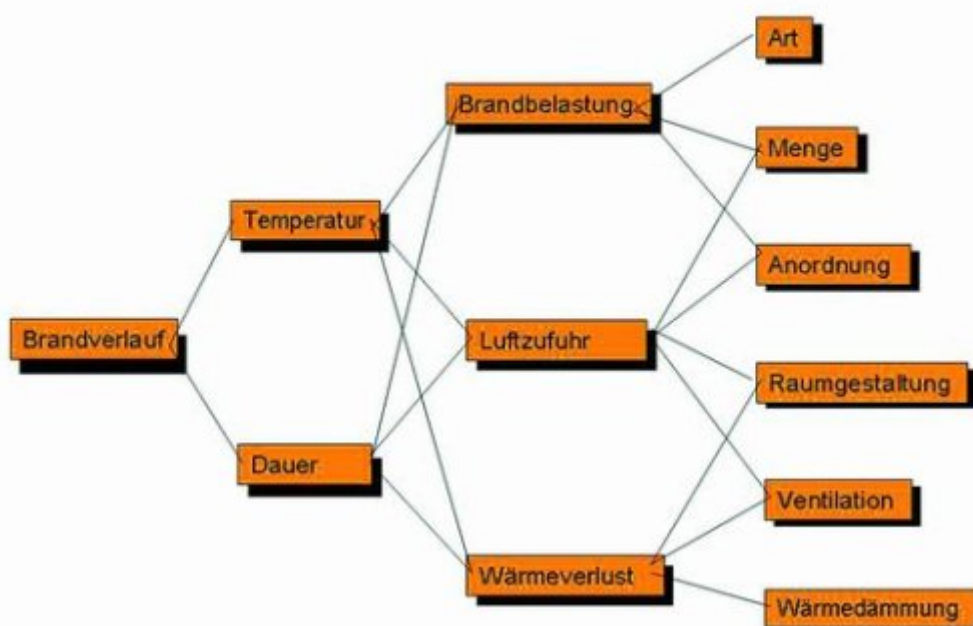 Brandverlauf
Temperatur
Dauer
Brandbelastung
Luftzufuhr
Wärmeverlust
Art
Menge
Anordnung
Raumgestaltung
Ventilation
Wärmedämmung